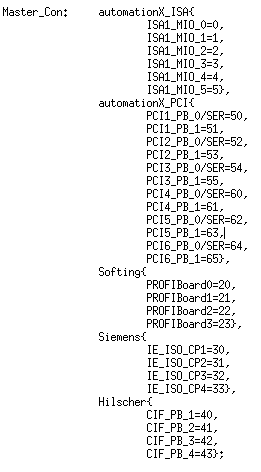 Master_Con: automationX_ISA{
ISA1_MIO_0=0,
ISA1_MIO_1=1,
ISA1_MIO_2=2,
ISA1_MIO_3=3,
ISA1_MIO_4=4,
ISA1_MIO_5=5},
automationX_PCI{
PCI1_PB_0/SER=50,
PCI1_PB_1=51,
PCI2_PB_0/SER=52,
PCI2_PB_1=53,
PCI3_PB_0/SER=54,
PCI3_PB_1=55,
PCI4_PB_0/SER=60,
PCI4_PB_1=61,
PCI5_PB_0/SER=62,
PCI5_PB_1=63,
PCI6_PB_0/SER=64,
PCI6_PB_1=65},
Softing{
PROFIBoard0=20,
PROFIBoard1=21,
PROFIBoard2=22,
PROFIBoard3=23},
Siemens{
IE_ISO_CP1=30,
IE_ISO_CP2=31,
IE_ISO_CP3=32,
IE_ISO_CP4=33},
Hilscher{
CIF_PB_1=40,
CIF_PB_2=41,
CIF_PB_3=42,
CIF_PB_4=43};